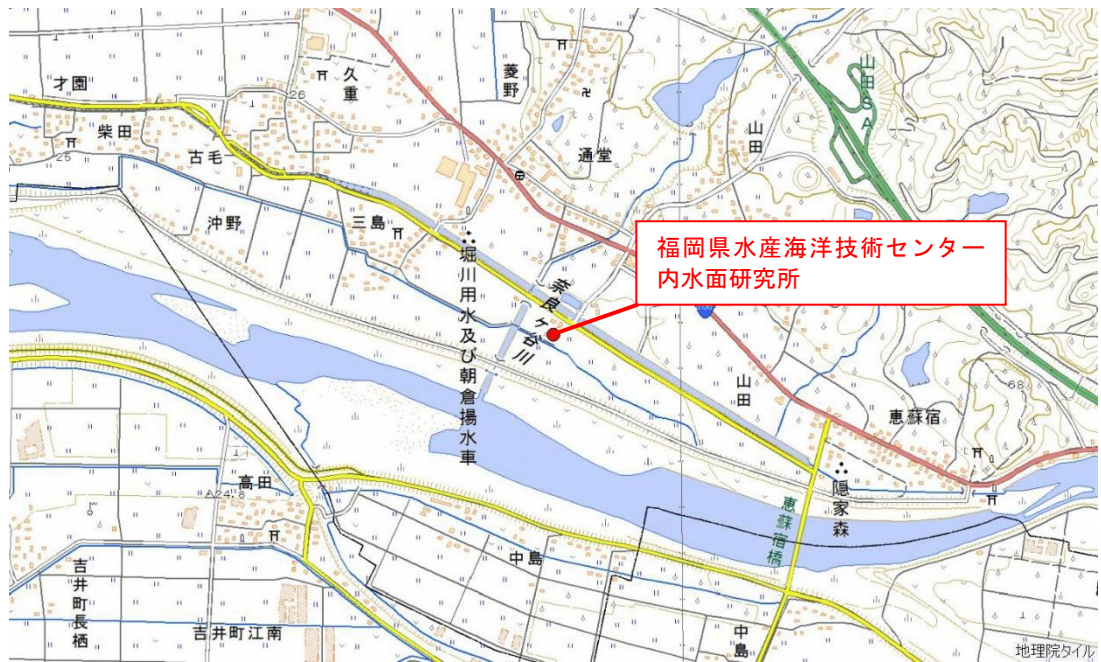 福岡県水産海洋技術センター
内水面研究所
才園
柴田
古毛
久重
26
25
菱野
通堂
山田
山田SA
沖野
三島
堀川用水及び朝倉揚水車
奈良ヶ谷川
山田
恵蘇宿
68
隠家森
恵蘇宿橋
高田
24.8
中島
中島
吉井町長栖
吉井町江南
地理院タイル